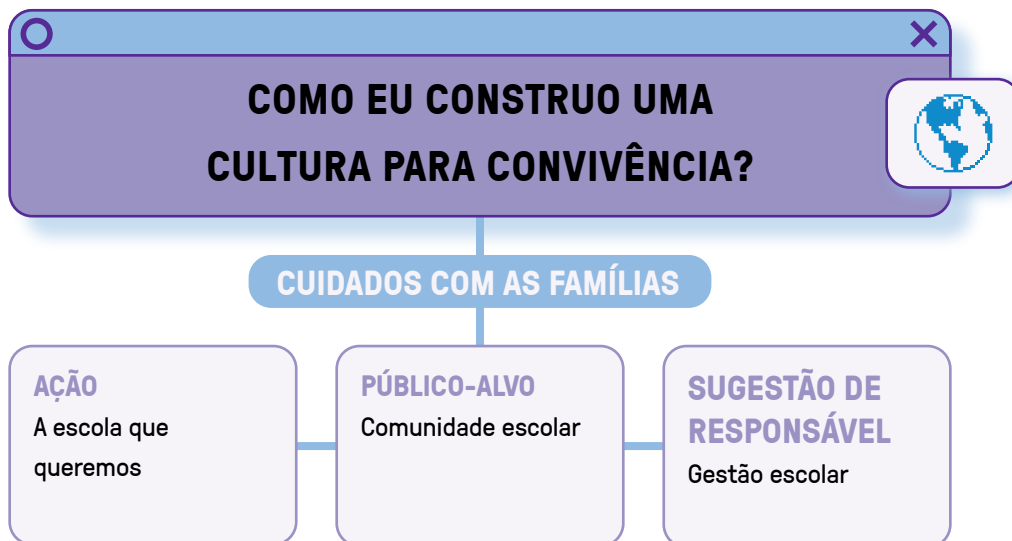 COMO EU CONSTRUO UMA
CULTURA PARA CONVIVÊNCIA?
CUIDADOS COM AS FAMÍLIAS
AÇÃO
A escola que
queremos
PÚBLICO-ALVO
Comunidade escolar
SUGESTÃO DE
RESPONSÁVEL
Gestão escolar